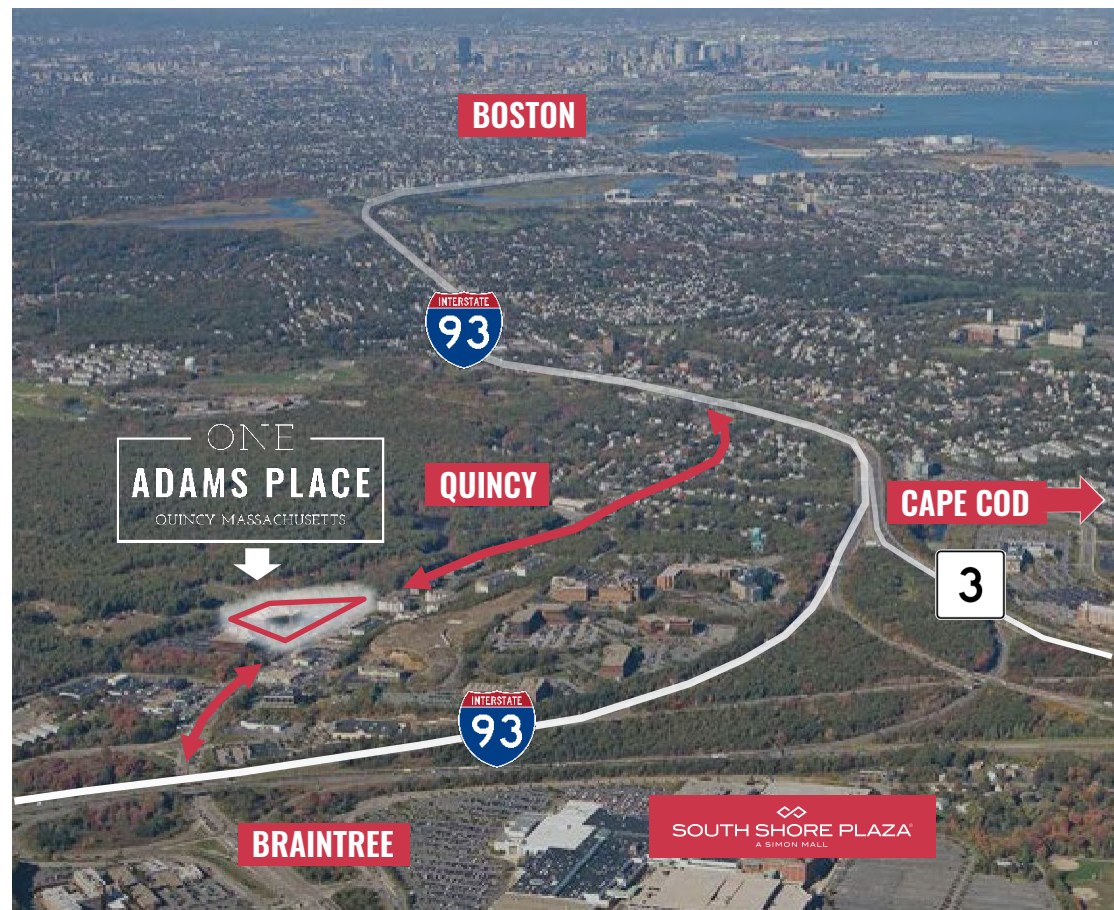 BOSTON
INTERSTATE
93
ONE
ADAMS PLACE
QUINCY MASSACHUSETTS
QUINCY
CAPE COD
3
INTERSTATE
93
SOUTH SHORE PLAZA®
A SIMON MALL
BRAINTREE